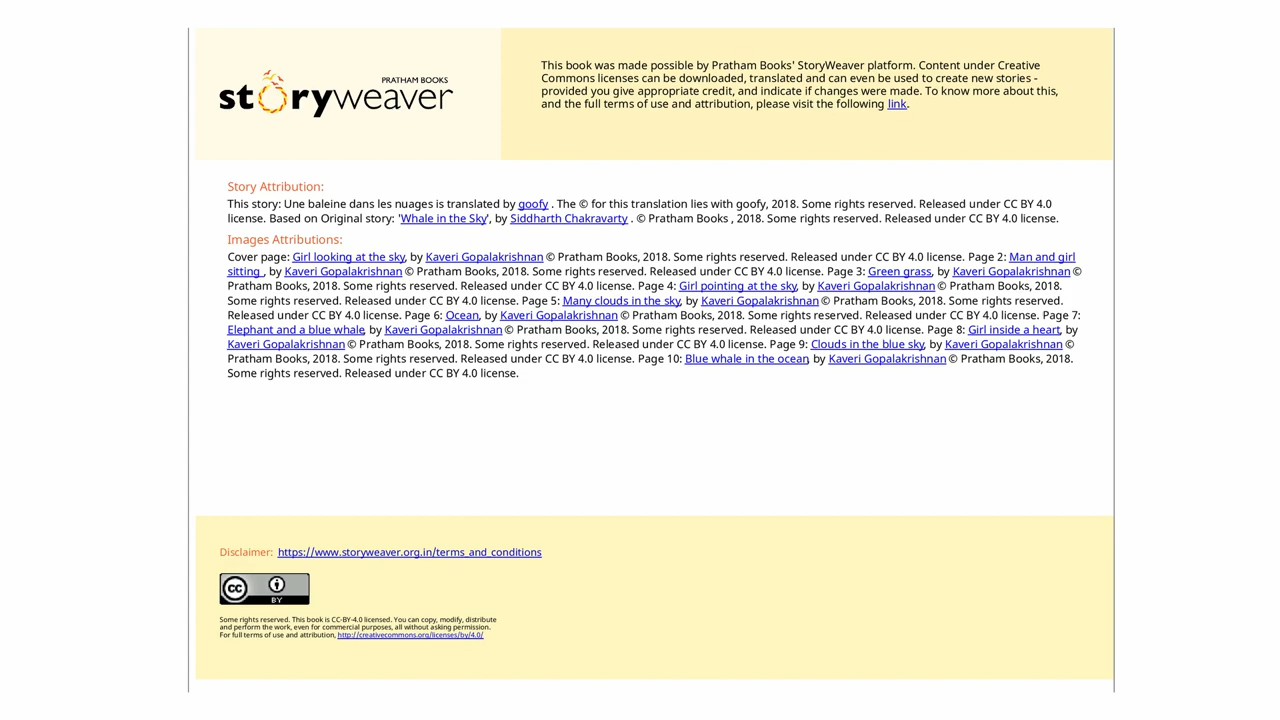 PRATHAM BOOKS
storyweaver
This book was made possible by Pratham Books' StoryWeaver platform. Content under Creative
Commons licenses can be downloaded, translated and can even be used to create new stories -
provided you give appropriate credit, and indicate if changes were made. To know more about this,
and the full terms of use and attribution, please visit the following link.
Story Attribution:
This story: Une baleine dans les nuages is translated by goofy . The © for this translation lies with goofy, 2018. Some rights reserved. Released under CC BY 4.0
license. Based on Original story: 'Whale in the Sky', by Siddharth Chakravarty . © Pratham Books , 2018. Some rights reserved. Released under CC BY 4.0 license.
Images Attributions:
Cover page: Girl looking at the sky, by Kaveri Gopalakrishnan © Pratham Books, 2018. Some rights reserved. Released under CC BY 4.0 license. Page 2: Man and girl
sitting , by Kaveri Gopalakrishnan © Pratham Books, 2018. Some rights reserved. Released under CC BY 4.0 license. Page 3: Green grass, by Kaveri Gopalakrishnan ©
Pratham Books, 2018. Some rights reserved. Released under CC BY 4.0 license. Page 4: Girl pointing at the sky, by Kaveri Gopalakrishnan © Pratham Books, 2018.
Some rights reserved. Released under CC BY 4.0 license. Page 5: Many clouds in the sky, by Kaveri Gopalakrishnan © Pratham Books, 2018. Some rights reserved.
Released under CC BY 4.0 license. Page 6: Ocean, by Kaveri Gopalakrishnan © Pratham Books, 2018. Some rights reserved. Released under CC BY 4.0 license. Page 7:
Elephant and a blue whale, by Kaveri Gopalakrishnan © Pratham Books, 2018. Some rights reserved. Released under CC BY 4.0 license. Page 8: Girl inside a heart, by
Kaveri Gopalakrishnan © Pratham Books, 2018. Some rights reserved. Released under CC BY 4.0 license. Page 9: Clouds in the blue sky, by Kaveri Gopalakrishnan ©
Pratham Books, 2018. Some rights reserved. Released under CC BY 4.0 license. Page 10: Blue whale in the ocean, by Kaveri Gopalakrishnan © Pratham Books, 2018.
Some rights reserved. Released under CC BY 4.0 license.
Disclaimer: https://www.storyweaver.org.in/terms_and_conditions
cc
BY
Some rights reserved. This book is CC-BY-4.0 licensed. You can copy, modify, distribute
and perform the work, even for commercial purposes, all without asking permission.
For full terms of use and attribution, http://creativecommons.org/licenses/by/4.0/